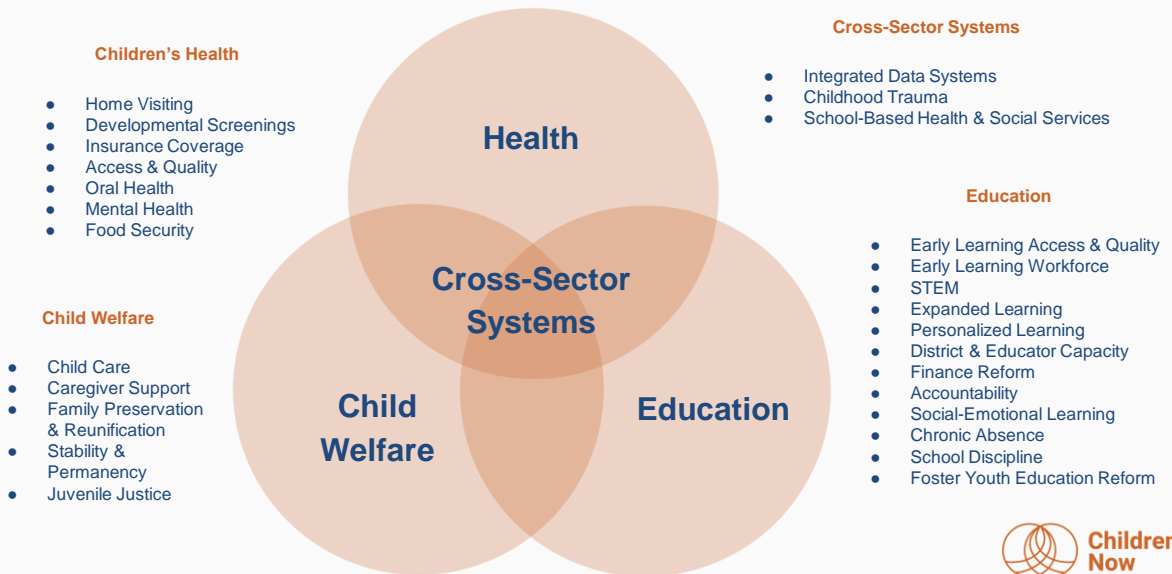 Children's Health
● Home Visiting
● Developmental Screenings
● Insurance Coverage
● Access & Quality
● Oral Health
● Mental Health
● Food Security
Child Welfare
● Child Care
● Caregiver Support
● Family Preservation
& Reunification
● Stability &
Permanency
● Juvenile Justice
Health
Cross-Sector
Systems
Child
Welfare
Education
Cross-Sector Systems
● Integrated Data Systems
● Childhood Trauma
● School-Based Health & Social Services
Education
● Early Learning Access & Quality
● Early Learning Workforce
● STEM
● Expanded Learning
● Personalized Learning
● District & Educator Capacity
● Finance Reform
● Accountability
● Social-Emotional Learning
● Chronic Absence
● School Discipline
● Foster Youth Education Reform
Children
Now